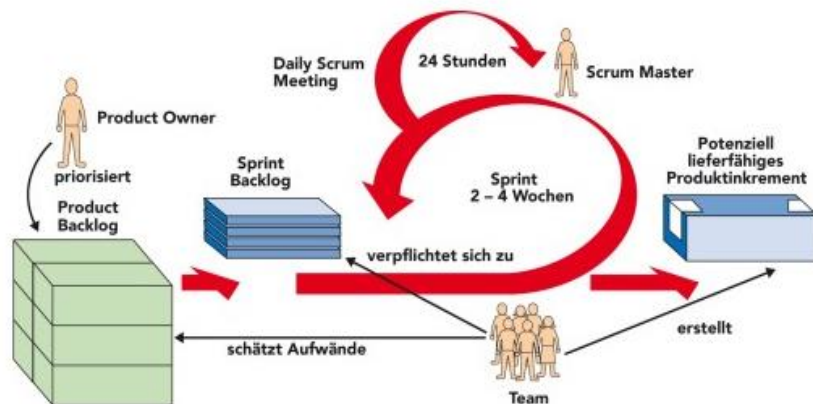 Daily Scrum
Meeting
24 Stunden
Scrum Master
Product Owner
priorisiert
Product
Backlog
Sprint
Backlog
Sprint
2 – 4 Wochen
Potenziell
lieferfähiges
Produktinkrement
verpflichtet sich zu
schätzt Aufwände
erstellt
Team